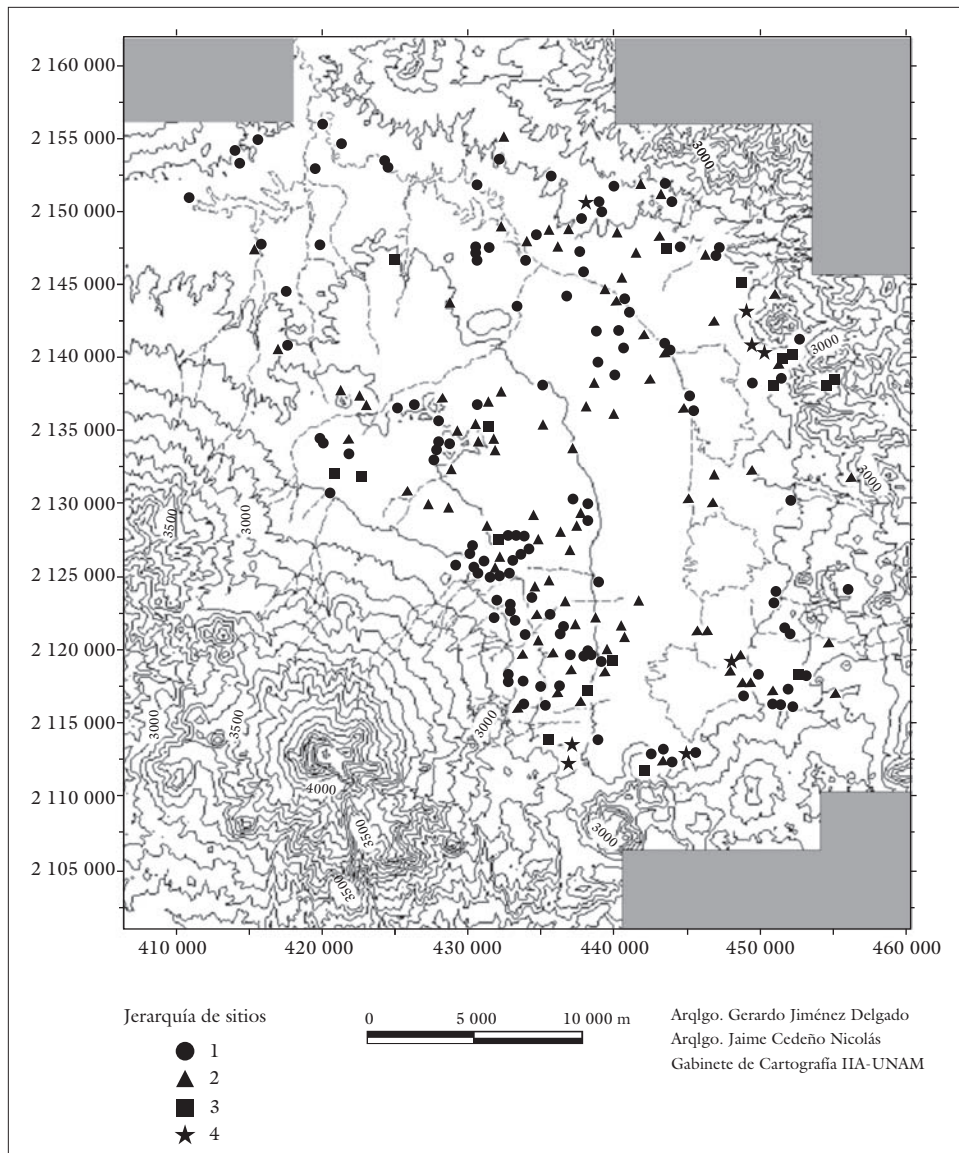 2 160 000
2 155 000
2 150 000
2 145 000
2 140 000
2 135 000
2 130 000
2 125 000
2 120 000
2 115 000
2 110 000
2 105 000
3000
3000
3000
3500
3000
3000
3500
3000
4000
3500
3500
3000
410 000
420 000
430 000
440 000
450 000
460 000
Jerarquía de sitios
1
2
3
4
0 5 000 10 000 m
Arqlgo. Gerardo Jiménez Delgado
Arqlgo. Jaime Cedeño Nicolás
Gabinete de Cartografía IIA-UNAM